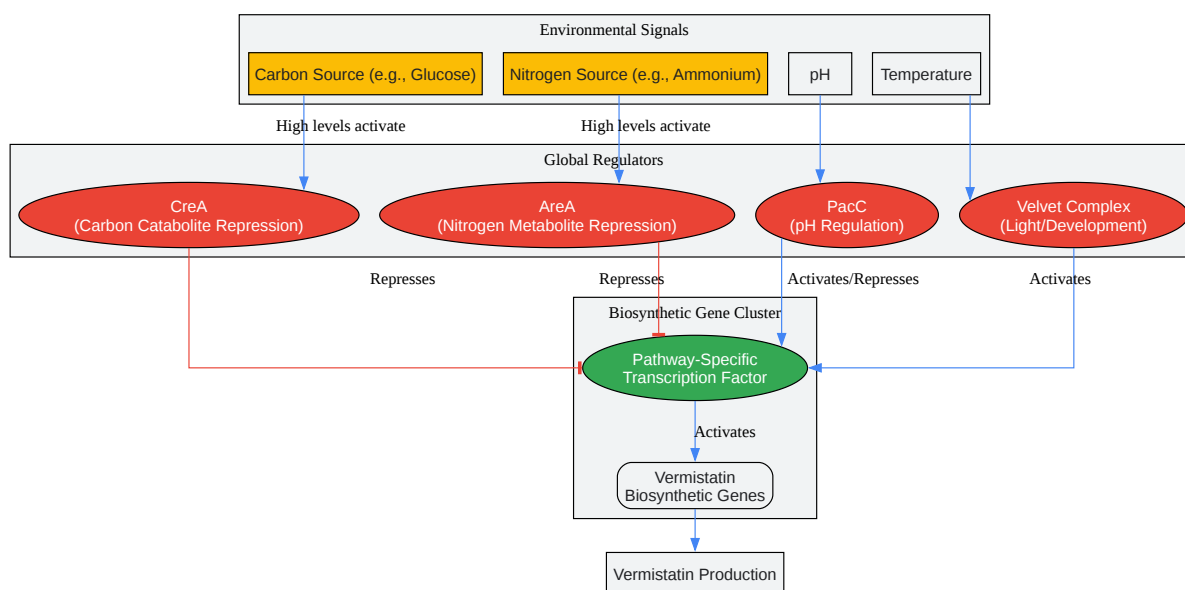 Environmental Signals
Carbon Source (e.g., Glucose)
Nitrogen Source (e.g., Ammonium)
pH
Temperature
High levels activate
High levels activate
Global Regulators
CreA
(Carbon Catabolite Repression)
AreA
(Nitrogen Metabolite Repression)
PacC
(pH Regulation)
Velvet Complex
(Light/Development)
Represses
Represses
Activates/Represses
Activates
Biosynthetic Gene Cluster
Pathway-Specific
Transcription Factor
Activates
Vermistatin
Biosynthetic Genes
Vermistatin Production